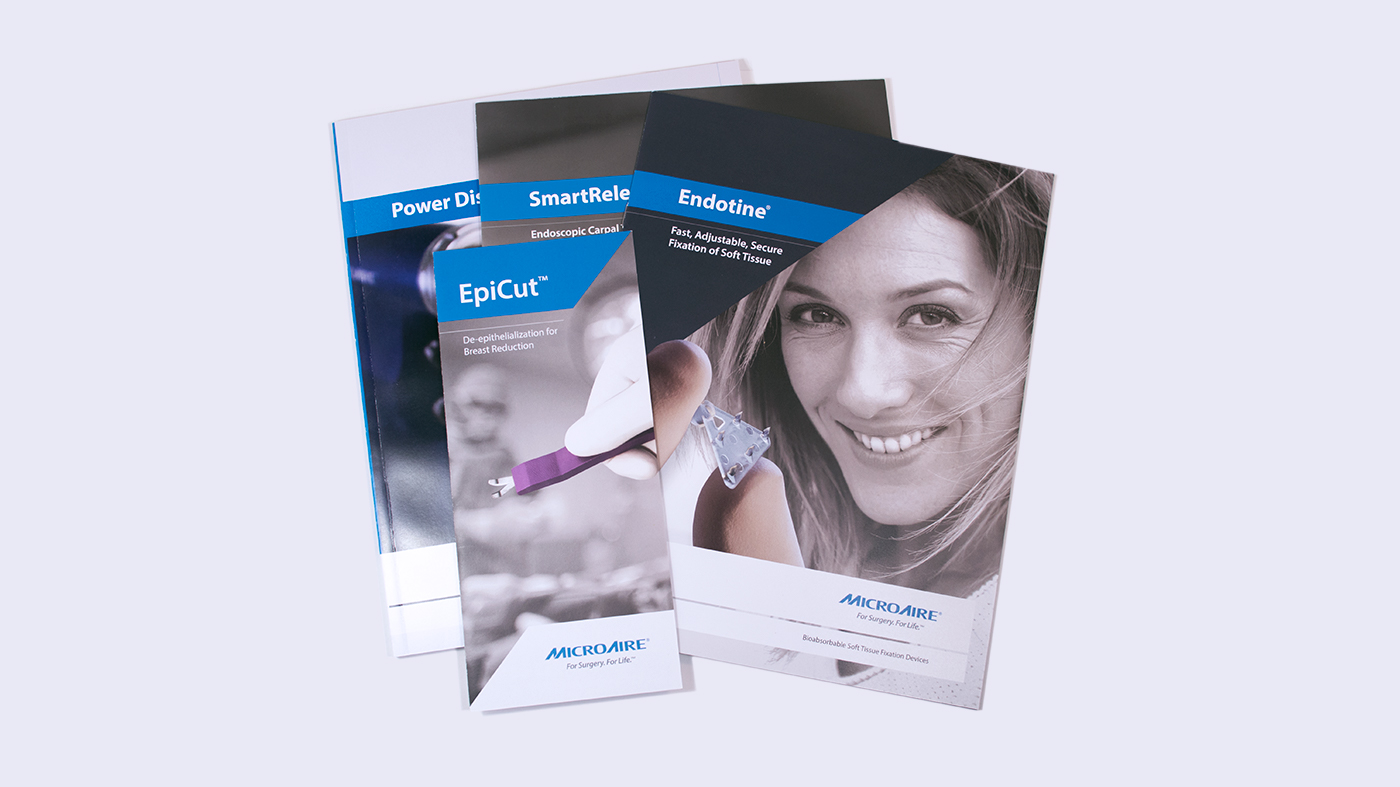 Power Dis
SmartRele
Endoscopic Carpal
Endotine®
Fast, Adjustable, Secure
Fixation of Soft Tissue
EpiCut™
De-epithelialization for
Breast Reduction
MICROAIRE®
For Surgery. For Life.™
MICROAIRE®
For Surgery. For Life.™
Bioabsorbable Soft Tissue Fixation Devices